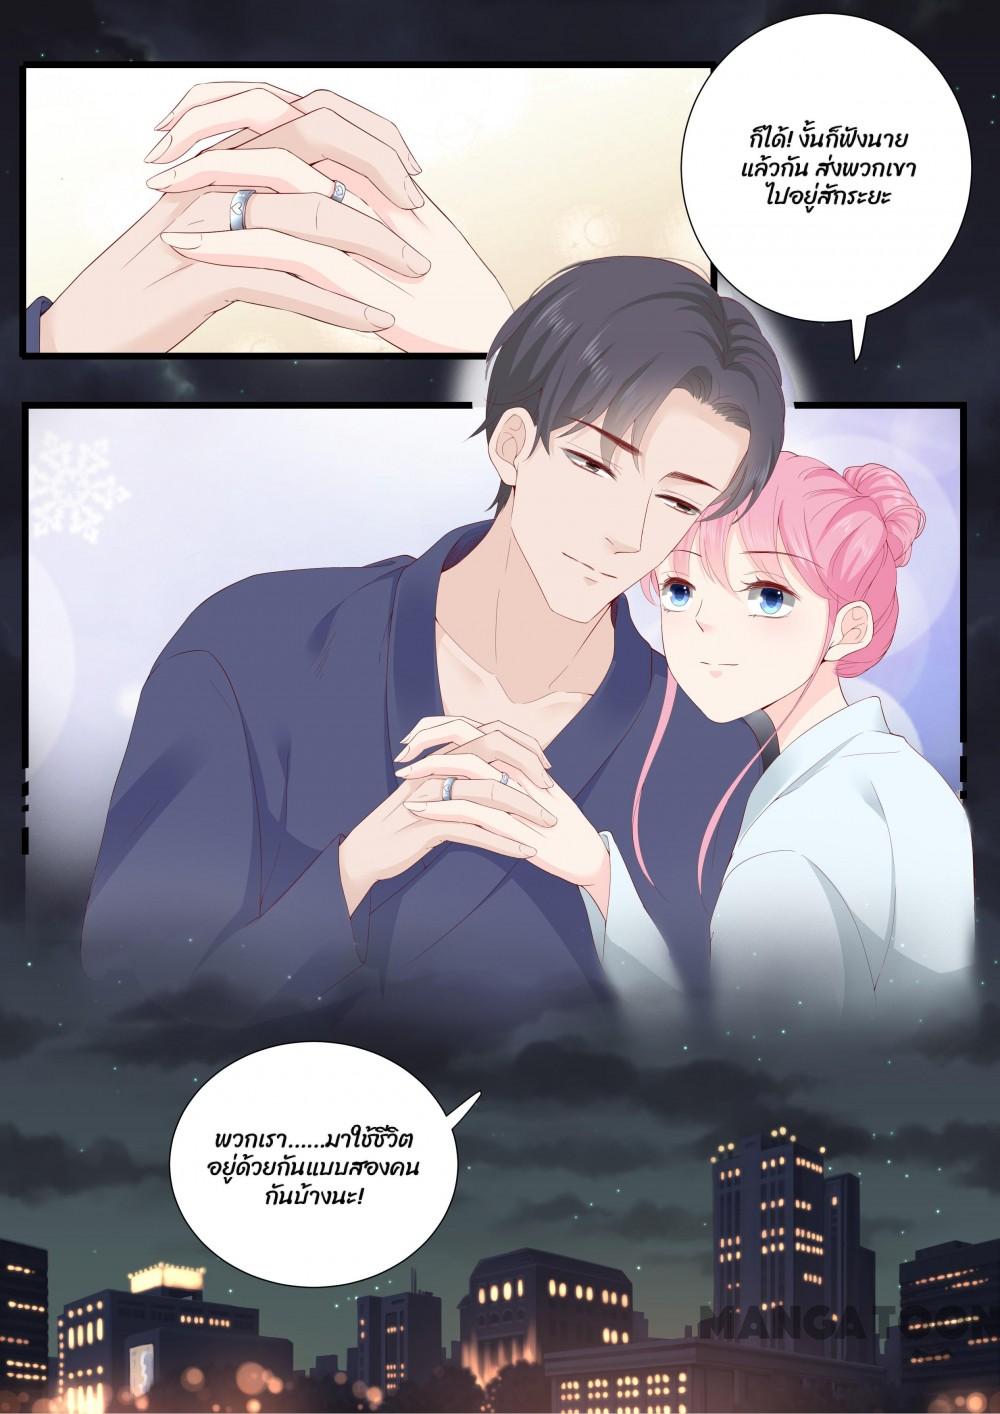 ก็ได้! งั้นก็ฟังนาย
แล้วกัน ส่งพวกเขา
ไปอยู่สักระยะ
พวกเรา......มาใช้ชีวิต
อยู่ด้วยกันแบบสองคน
กันบ้างนะ!
MANGATOON